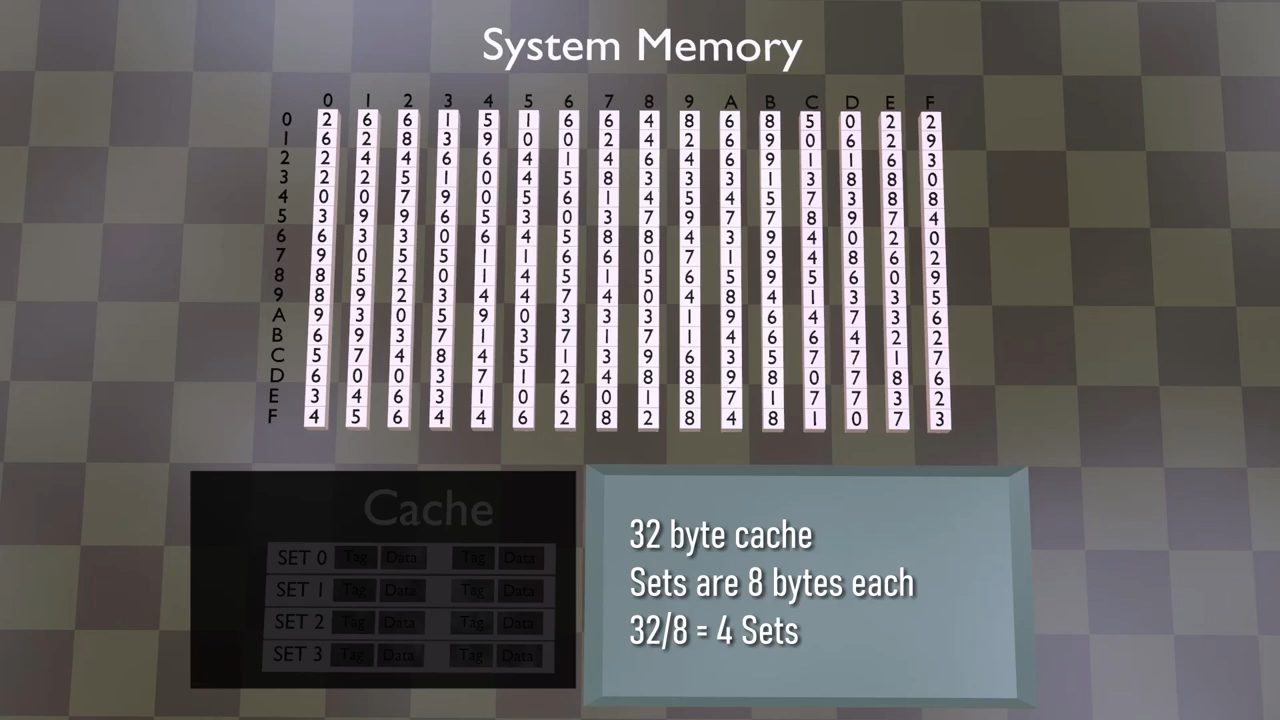 System Memory
0 1 2 3 4 5 6 7 8 9 A B C D E F
0 2 6 6 1 5 1 6 6 4 8 6 8 5 0 2 2
1 6 2 8 3 9 0 0 2 4 2 6 9 0 6 2 9
2 2 4 4 6 6 4 1 4 6 4 6 9 1 1 6 3
3 2 2 5 1 0 4 5 8 3 3 3 1 3 8 8 0
4 0 0 7 9 0 5 6 1 4 5 4 5 7 3 8 8
5 3 9 9 6 5 3 0 3 7 9 7 7 8 9 7 4
6 6 3 3 0 6 4 5 8 8 4 3 9 4 0 2 0
7 9 0 5 5 1 1 6 6 0 7 1 9 4 8 6 2
8 8 5 2 0 1 4 5 1 5 6 5 9 5 6 0 9
9 8 9 2 3 4 4 7 4 0 4 8 4 1 3 3 5
A 9 3 0 5 9 0 3 3 3 1 9 6 4 7 3 6
B 6 9 3 7 1 3 7 1 7 1 4 6 6 4 2 2
C 5 7 4 8 4 5 1 3 9 6 3 5 7 7 1 7
D 6 0 0 3 7 1 2 4 8 8 9 8 0 7 8 6
E 3 4 6 3 1 0 6 0 1 8 7 1 7 7 3 2
F 4 5 6 4 4 6 2 8 2 8 4 8 1 0 7 3
Cache
SET 0 Tag Data Tag Data
SET 1 Tag Data Tag Data
SET 2 Tag Data Tag Data
SET 3 Tag Data Tag Data
32 byte cache
Sets are 8 bytes each
32/8 = 4 Sets